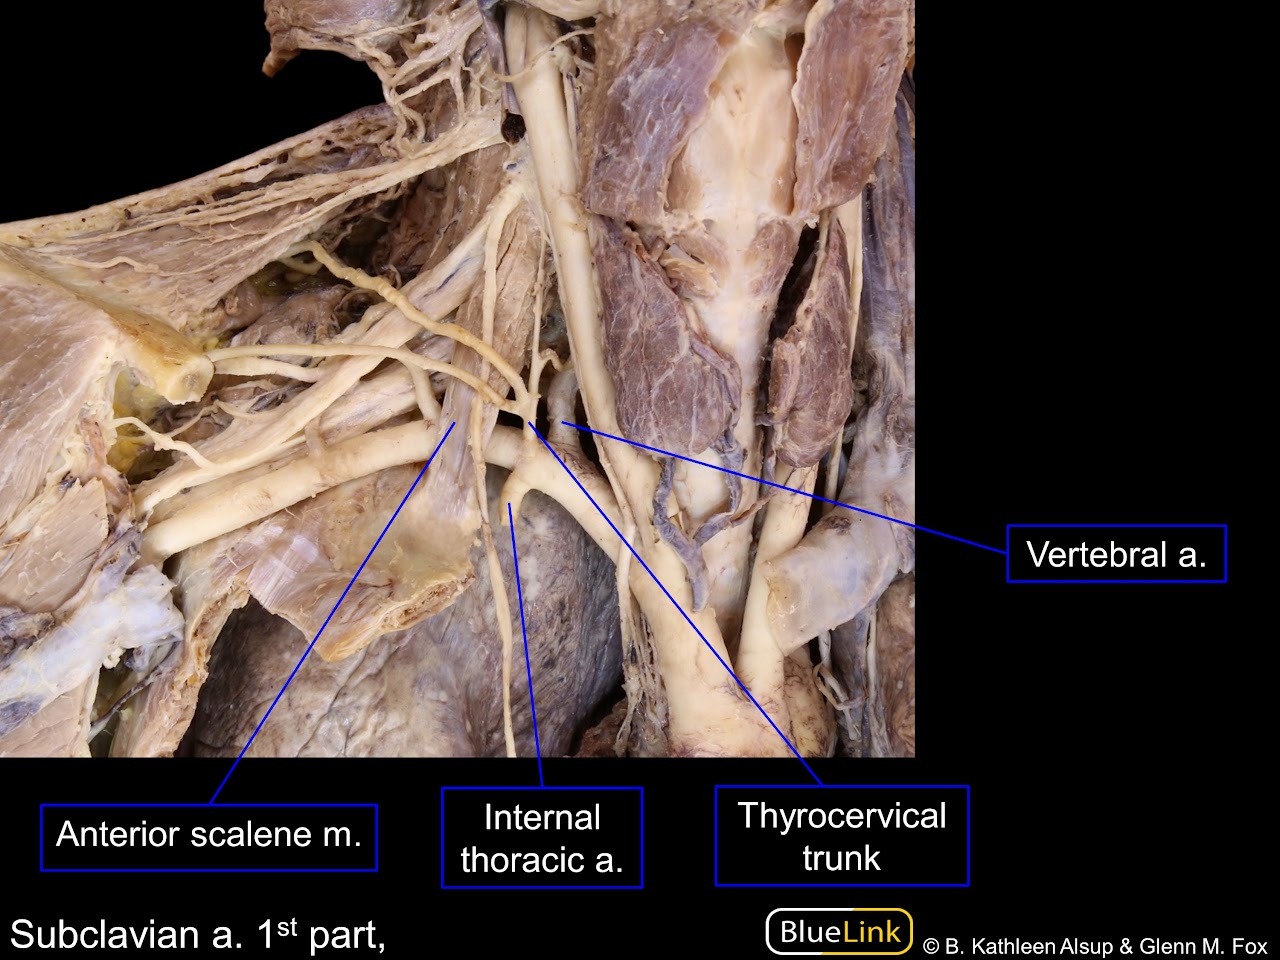 Vertebral a.
Anterior scalene m.
Internal
thoracic a.
Thyrocervical
trunk
Subclavian a. 1st part,
BlueLink
© B. Kathleen Alsup & Glenn M. Fox